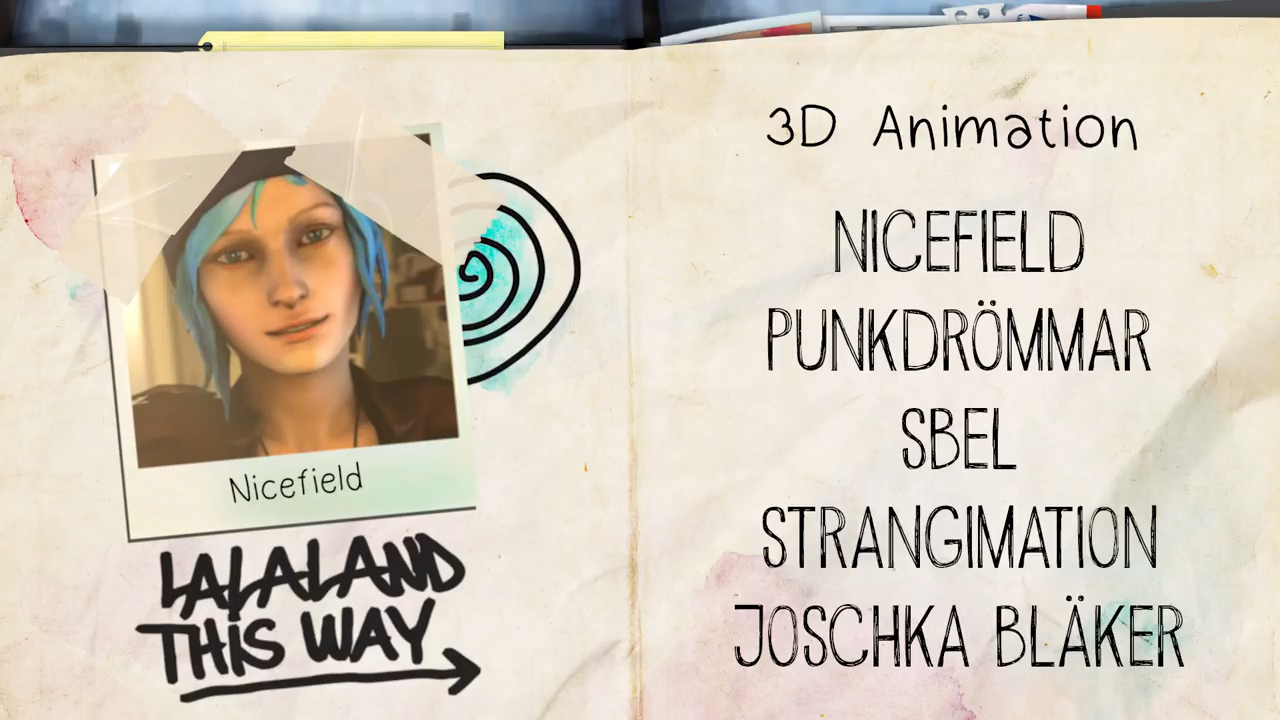 Nicefield
LALALAND
THIS WAY
3D Animation
NICEFIELD
PUNKDRÖMMAR
SBEL
STRANGIMATION
JOSCHKA BLÄKER